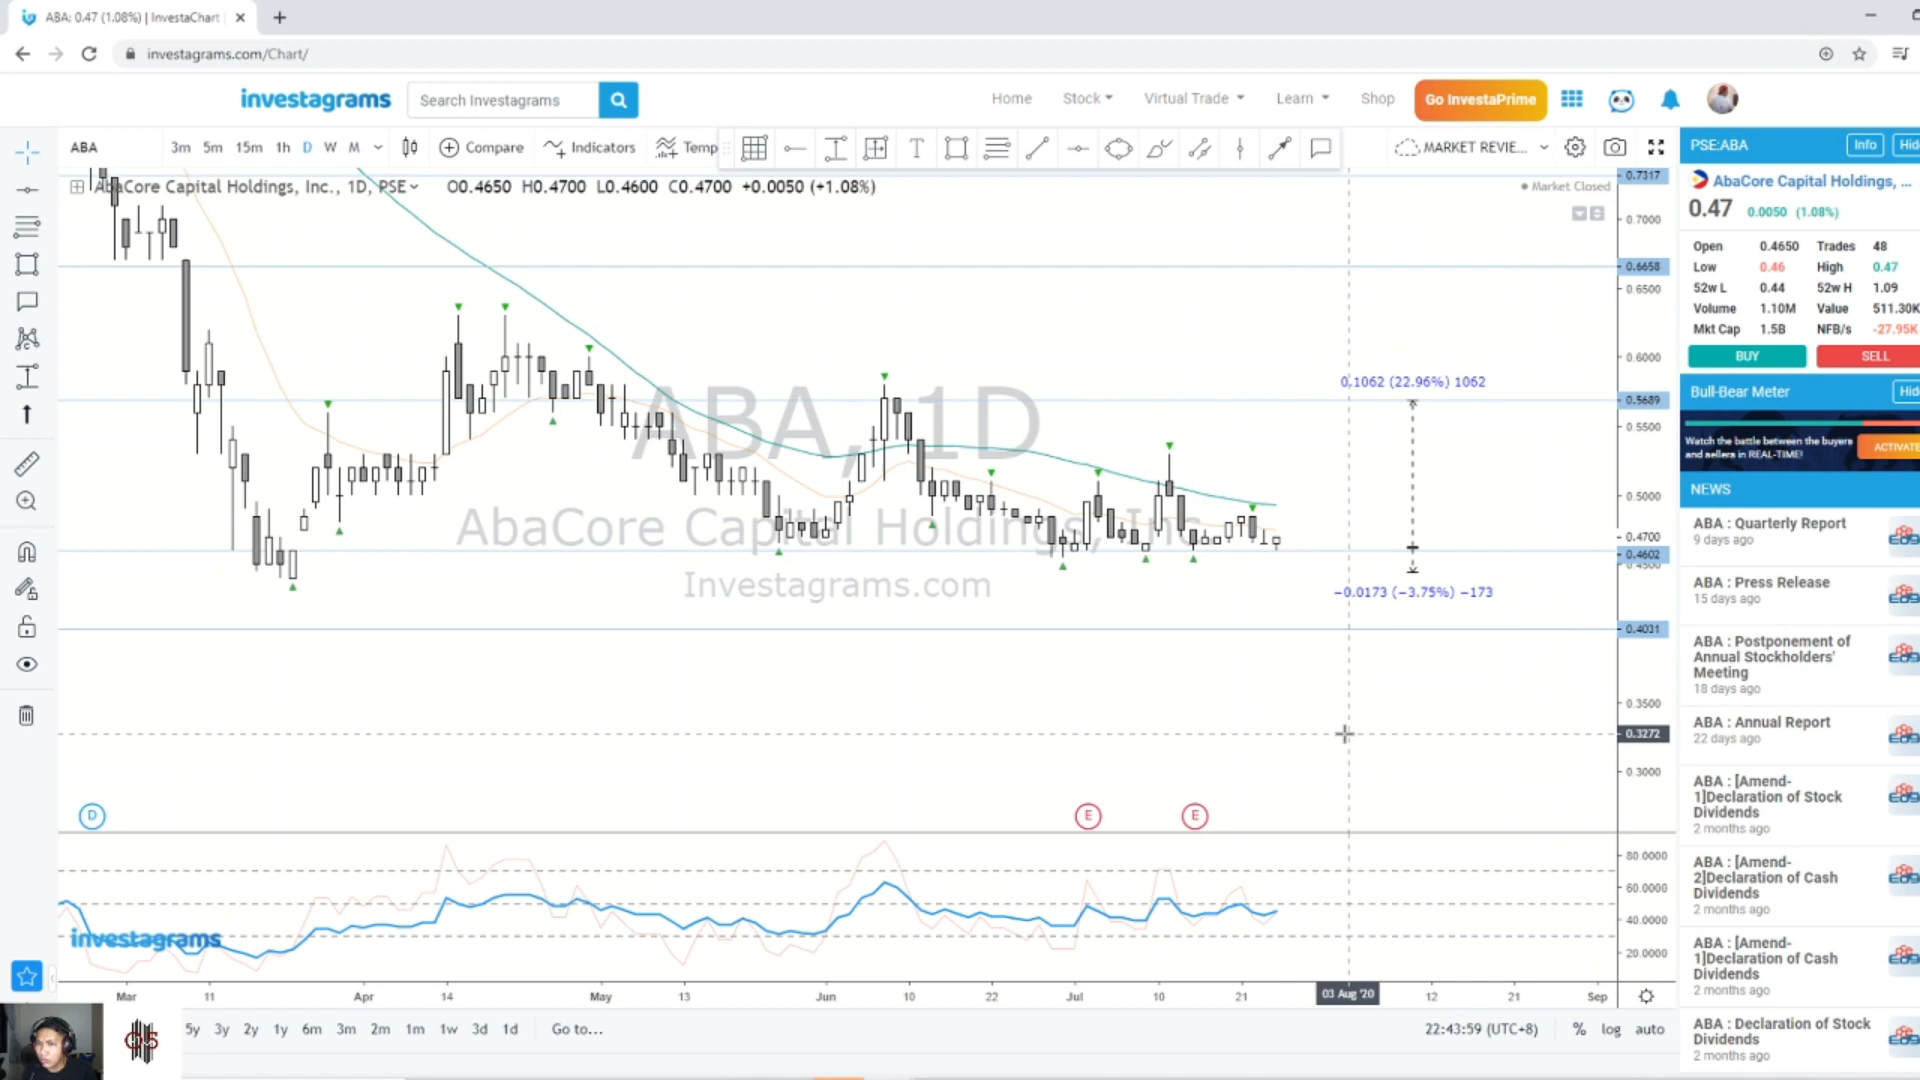 ABA: 0.47 (1.08%) | InvestaChart
investagrams.com/Chart/
investagrams
Search Investagrams
Home
Stock
Virtual Trade
Learn
Shop
Go InvestaPrime
ABA
3m 5m 15m 1h D W M
Compare
Indicators
Temp
T
MARKET REVIE...
AbaCore Capital Holdings, Inc., 1D, PSE
O0.4650 H0.4700 L0.4600 C0.4700 +0.0050 (+1.08%)
Market Closed
0.7317
0.7000
0.6658
0.6500
0.6000
0.5689
0.5500
0.5000
0.4700
0.4602
0.4500
0.4031
0.3500
0.3272
0.3000
ABA, 1D
AbaCore Capital Holdings, Inc.
Investagrams.com
0.1062 (22.96%) 1062
−0.0173 (−3.75%) −173
D
E
E
80.0000
60.0000
40.0000
20.0000
investagrams
Mar 11 Apr 14 May 13 Jun 10 22 Jul 10 21 03 Aug '20 12 21 Sep
5y 3y 2y 1y 6m 3m 2m 1m 1w 3d 1d Go to...
22:43:59 (UTC+8) % log auto
PSE:ABA
Info
Hid
AbaCore Capital Holdings, ...
0.47 0.0050 (1.08%)
Open 0.4650 Trades 48
Low 0.46 High 0.47
52w L 0.44 52w H 1.09
Volume 1.10M Value 511.30K
Mkt Cap 1.5B NFB/s -27.95K
BUY
SELL
Bull-Bear Meter
Hid
Watch the battle between the buyers
and sellers in REAL-TIME!
ACTIVATE
NEWS
ABA : Quarterly Report
9 days ago
ABA : Press Release
15 days ago
ABA : Postponement of
Annual Stockholders'
Meeting
18 days ago
ABA : Annual Report
22 days ago
ABA : [Amend-
1]Declaration of Stock
Dividends
2 months ago
ABA : [Amend-
2]Declaration of Cash
Dividends
2 months ago
ABA : [Amend-
1]Declaration of Cash
Dividends
2 months ago
ABA : Declaration of Stock
Dividends
2 months ago